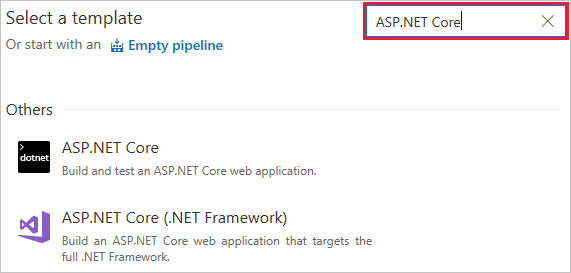 Select a template
ASP.NET Core
Or start with an Empty pipeline
Others
>
dotnet
ASP.NET Core
Build and test an ASP.NET Core web application.
ASP.NET Core (.NET Framework)
Build an ASP.NET Core web application that targets the
full .NET Framework.